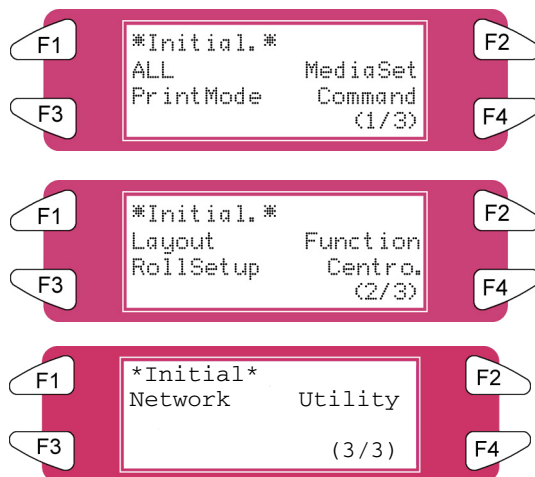 F1 *Initial.* F2
ALL MediaSet
F3 PrintMode Command F4
(1/3)
F1 *Initial.* F2
Layout Function
F3 RollSetup Centro. F4
(2/3)
F1 *Initial* F2
Network Utility
F3 (3/3) F4